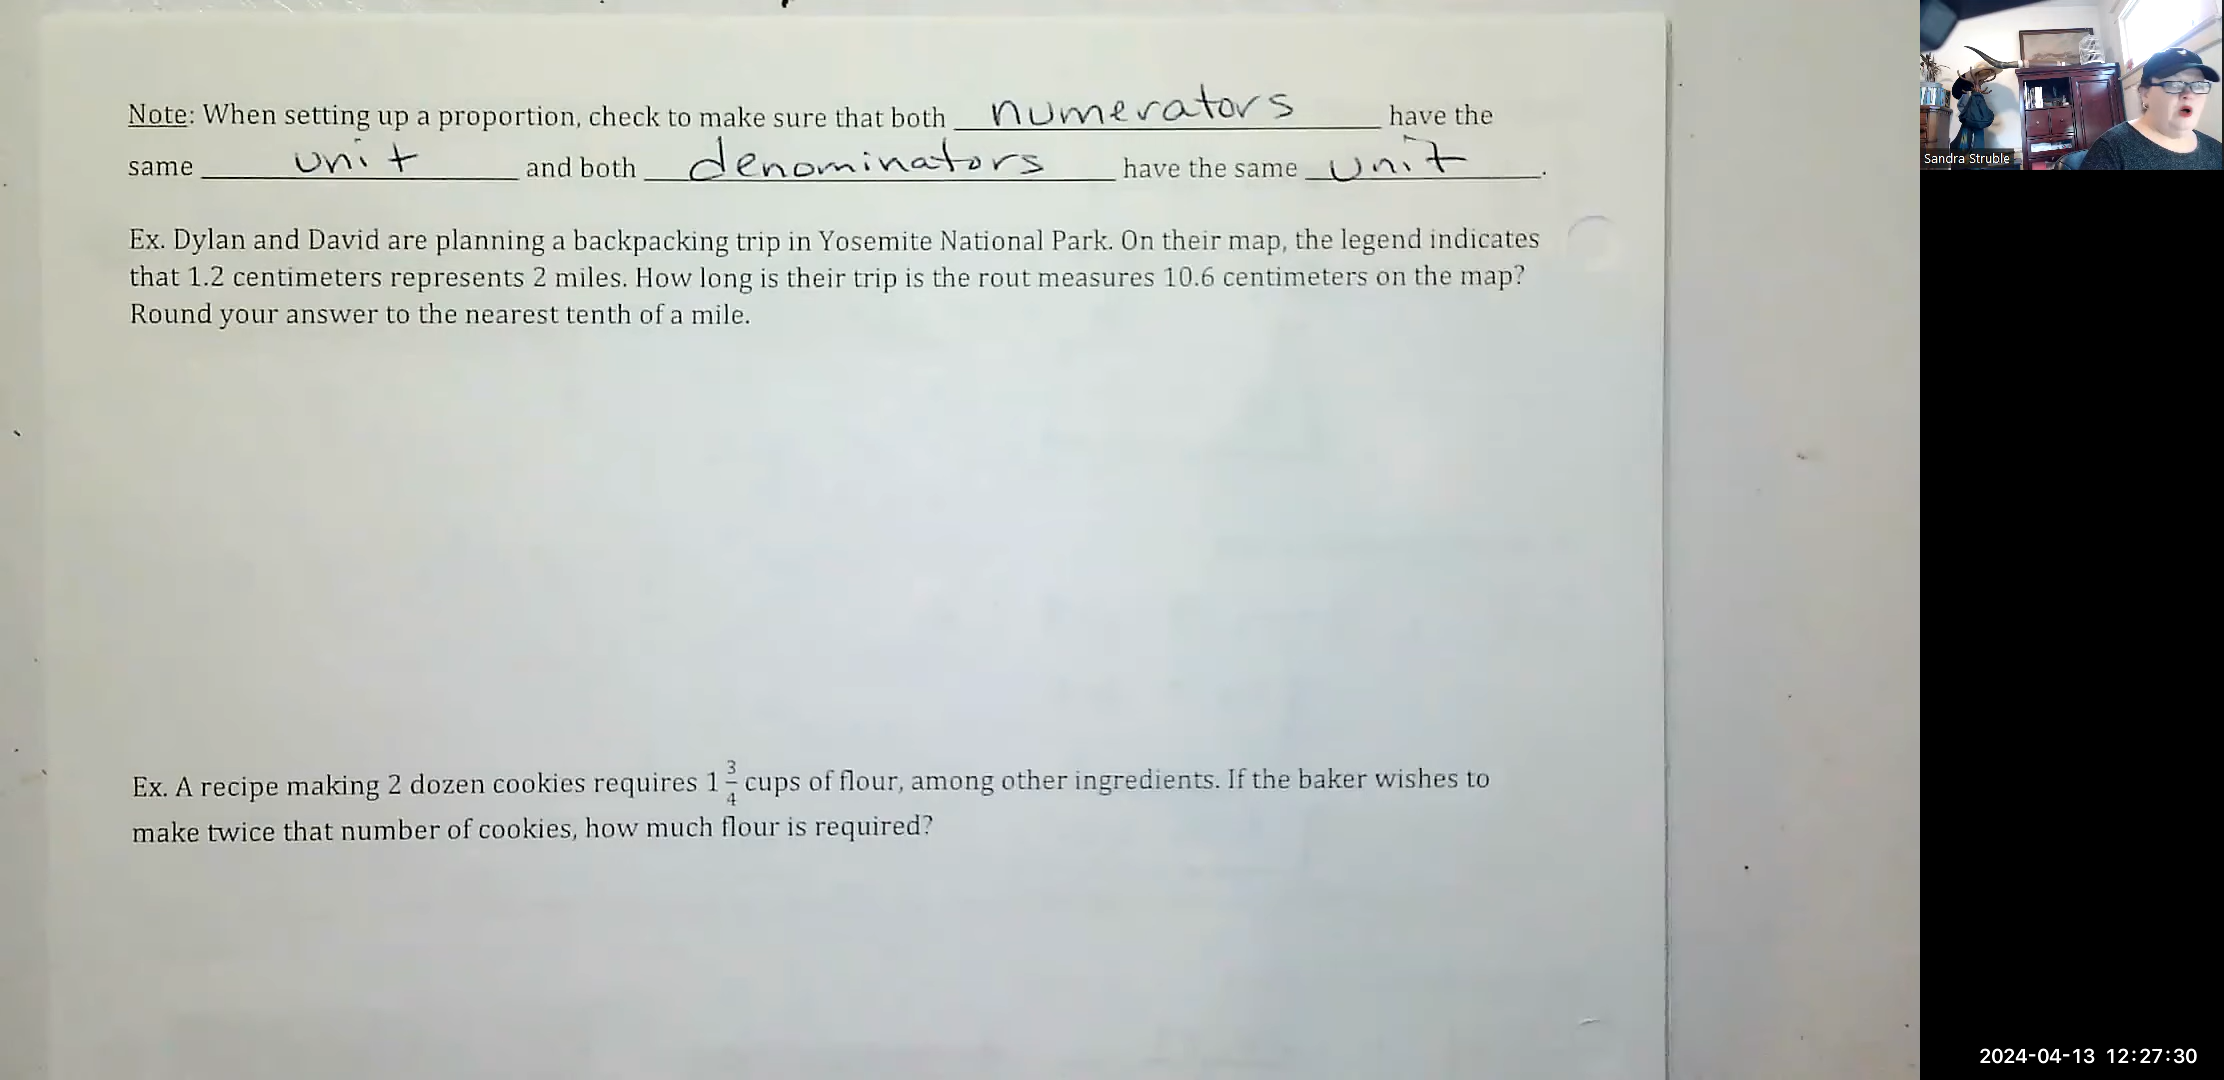 Note: When setting up a proportion, check to make sure that both numerators have the
same unit and both denominators have the same unit.
Ex. Dylan and David are planning a backpacking trip in Yosemite National Park. On their map, the legend indicates
that 1.2 centimeters represents 2 miles. How long is their trip is the rout measures 10.6 centimeters on the map?
Round your answer to the nearest tenth of a mile.
Ex. A recipe making 2 dozen cookies requires 1 3/4 cups of flour, among other ingredients. If the baker wishes to
make twice that number of cookies, how much flour is required?
Sandra Struble
2024-04-13 12:27:30